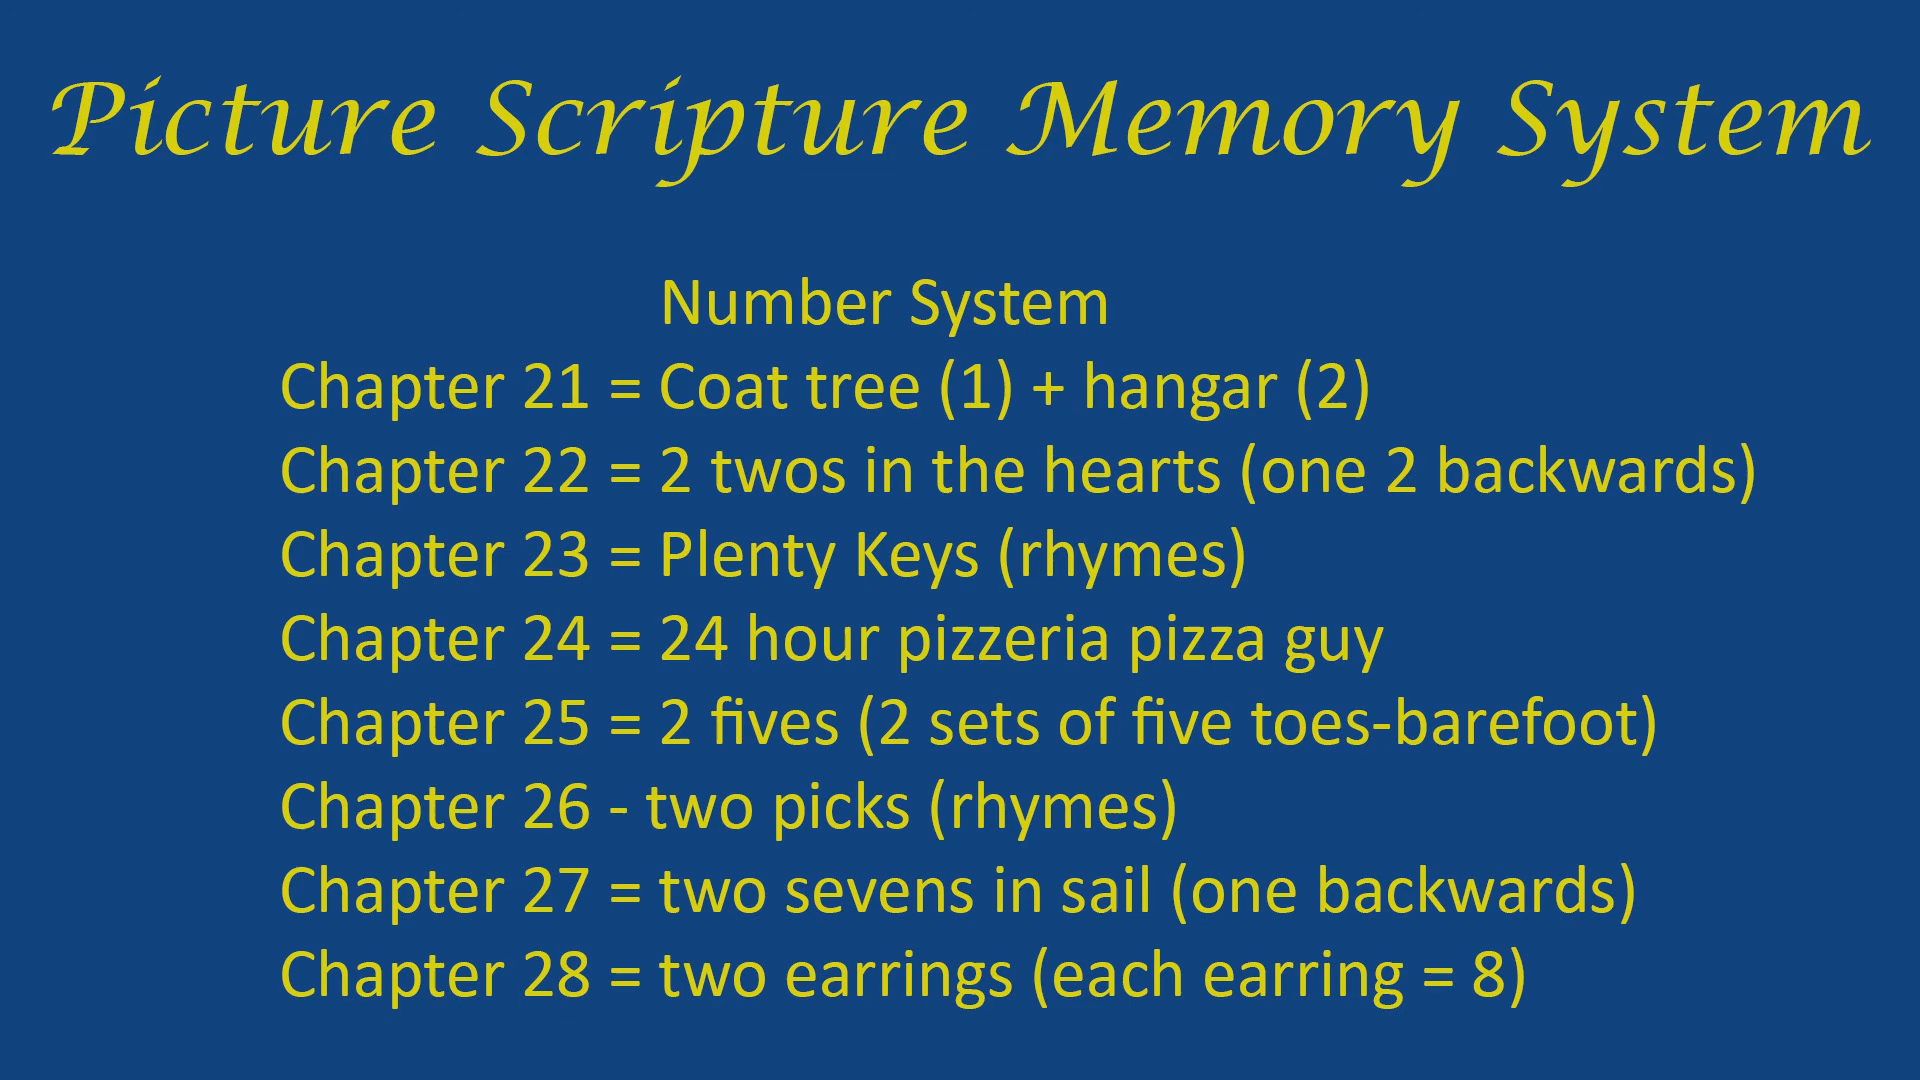 Picture Scripture Memory System
Number System
Chapter 21 = Coat tree (1) + hangar (2)
Chapter 22 = 2 twos in the hearts (one 2 backwards)
Chapter 23 = Plenty Keys (rhymes)
Chapter 24 = 24 hour pizzeria pizza guy
Chapter 25 = 2 fives (2 sets of five toes-barefoot)
Chapter 26 - two picks (rhymes)
Chapter 27 = two sevens in sail (one backwards)
Chapter 28 = two earrings (each earring = 8)